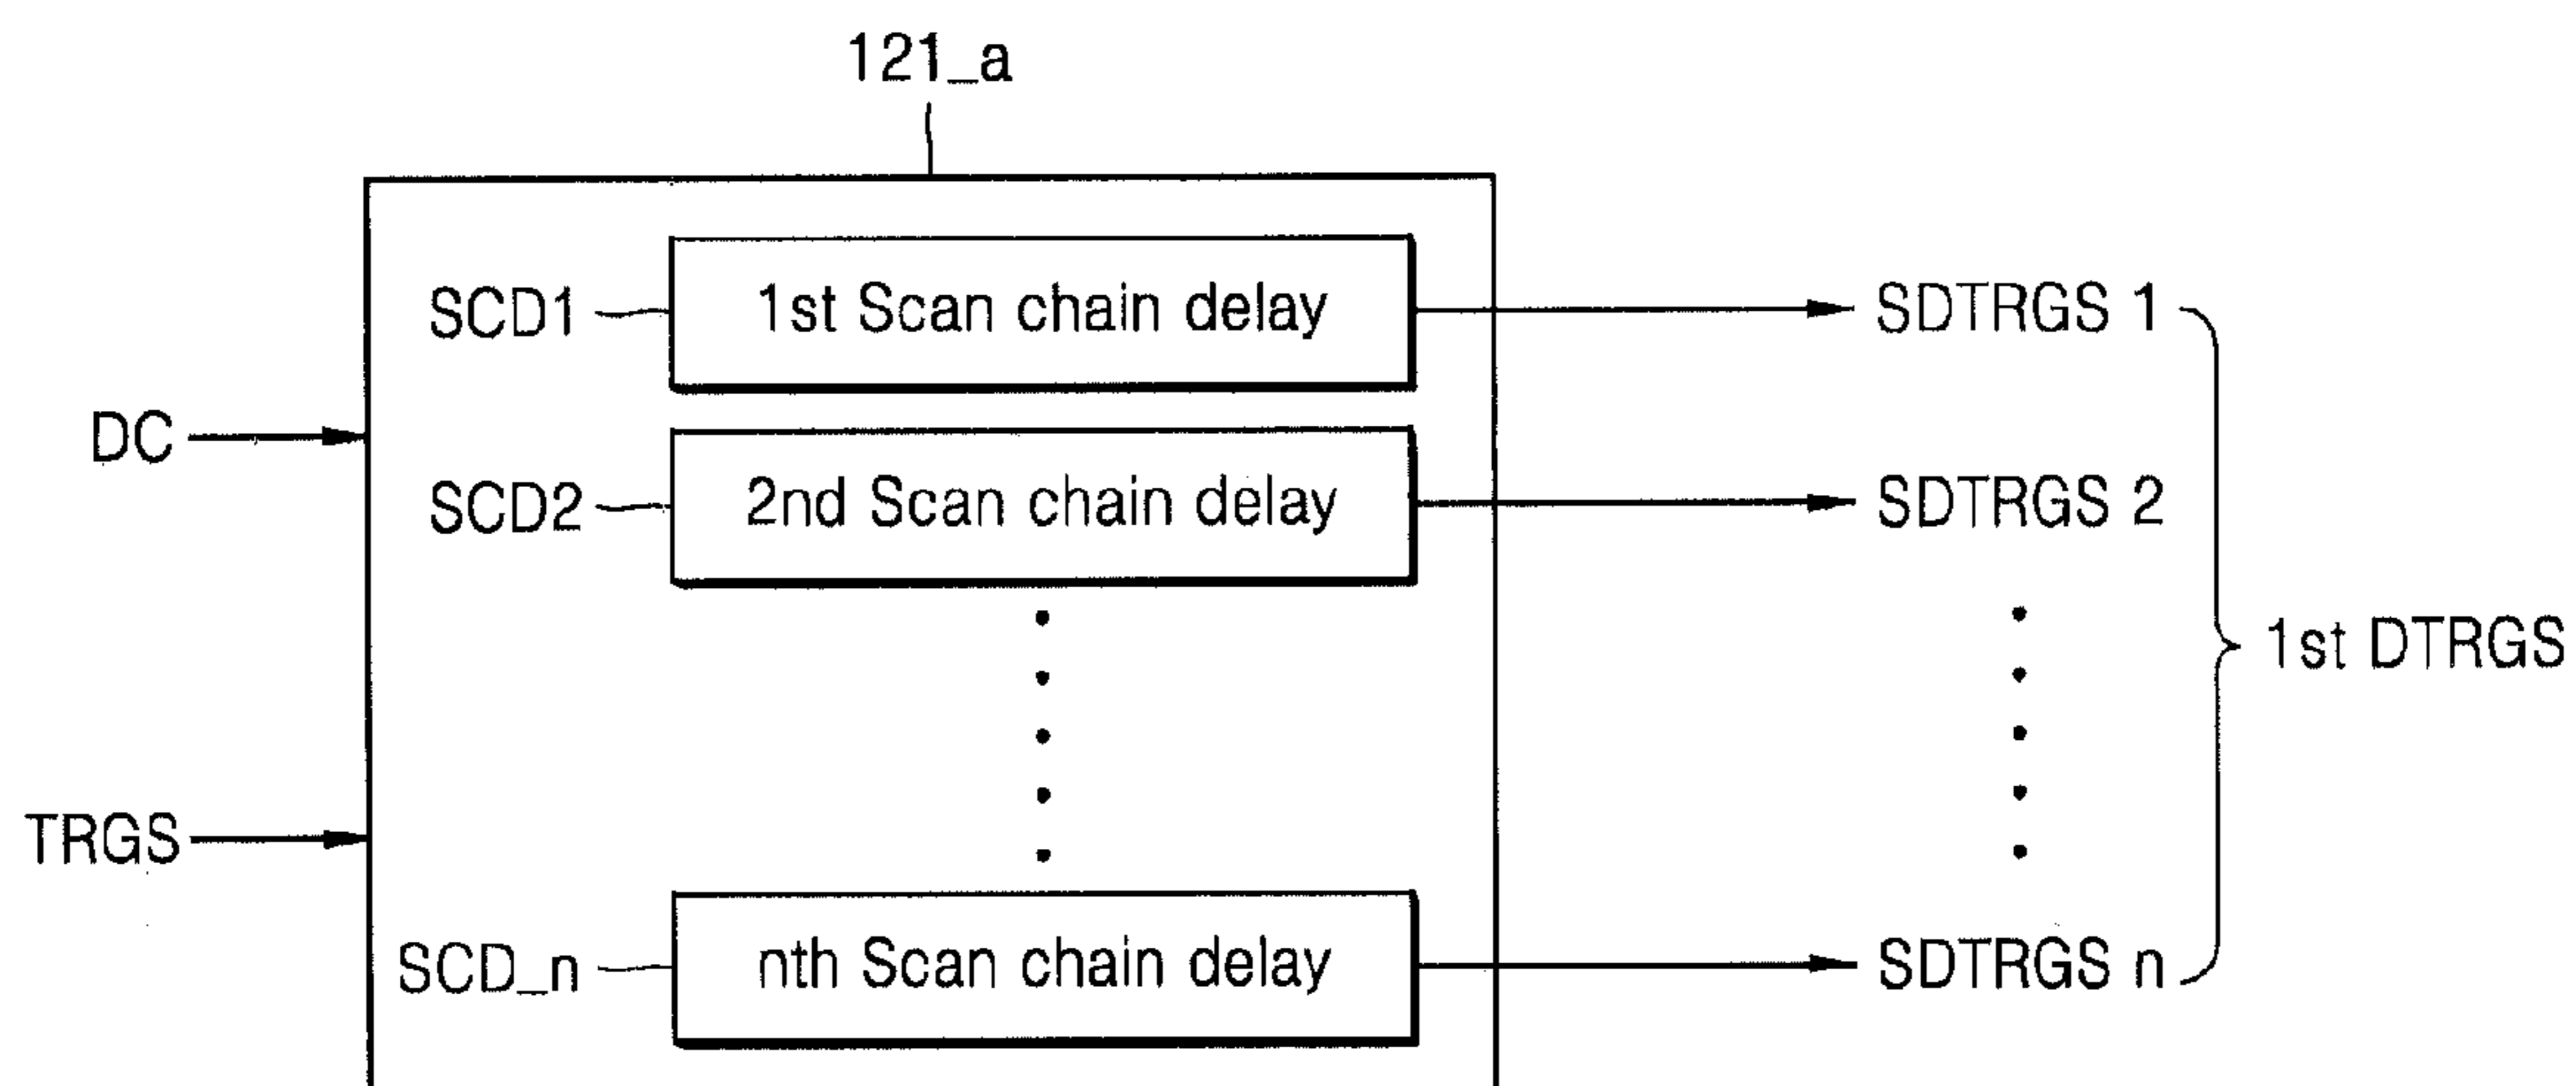 121_a
SCD1
1st Scan chain delay
SDTRGS 1
DC
SCD2
2nd Scan chain delay
SDTRGS 2
1st DTRGS
TRGS
SCD_n
nth Scan chain delay
SDTRGS n